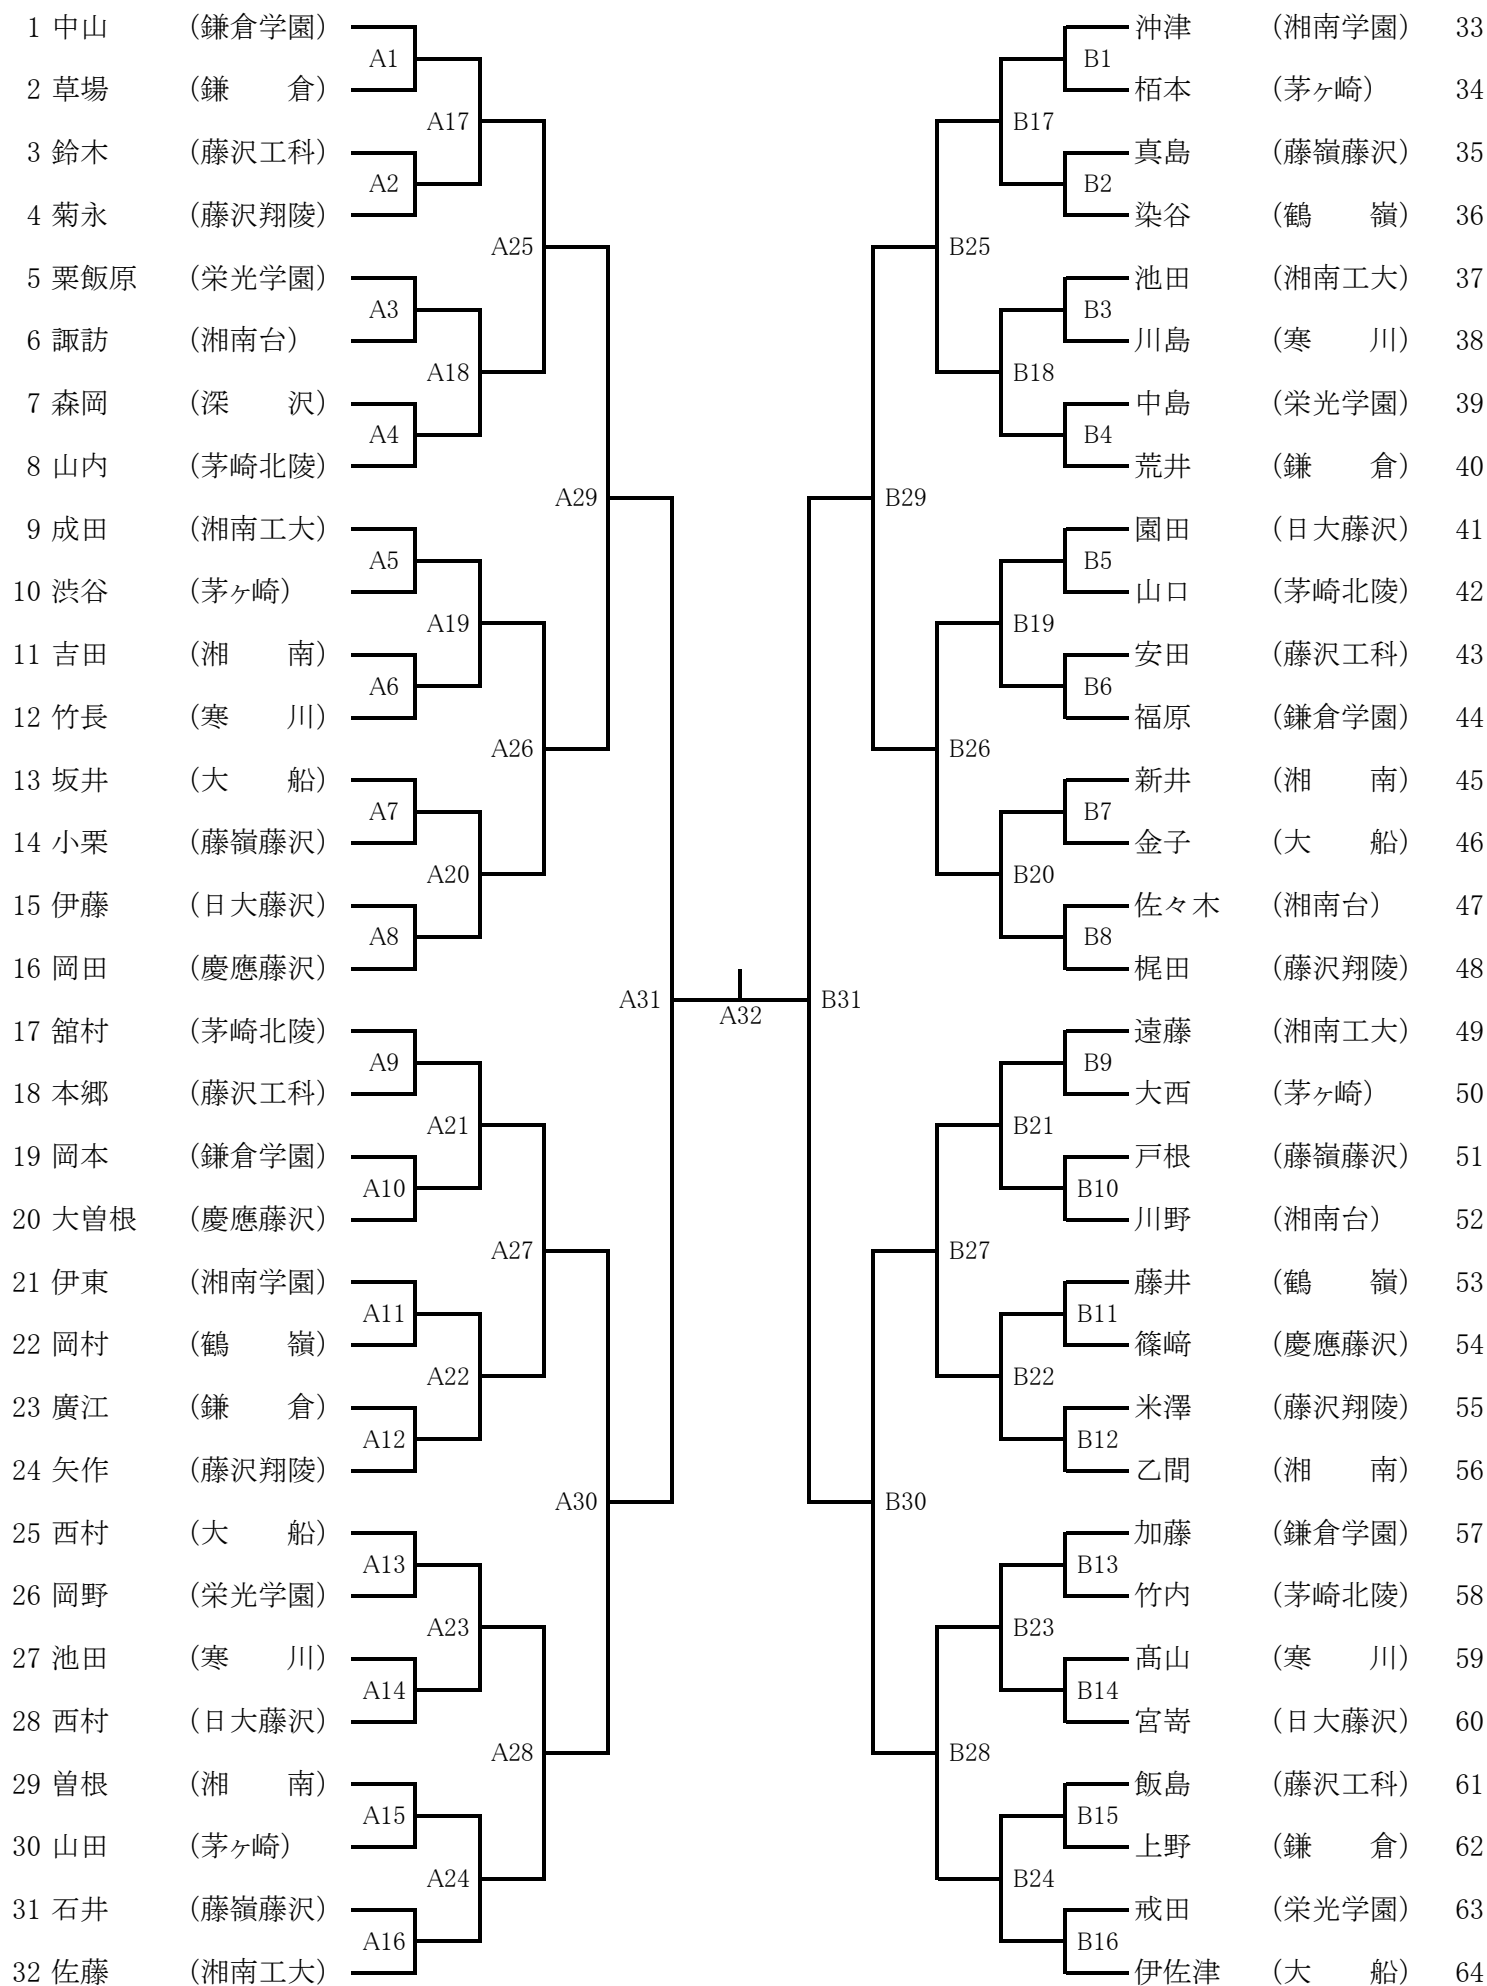 1 中山 (鎌倉学園)
A1
2 草場 (鎌　　倉)
A17
3 鈴木 (藤沢工科)
A2
4 菊永 (藤沢翔陵)
A25
5 粟飯原 (栄光学園)
A3
6 諏訪 (湘南台)
A18
7 森岡 (深　　沢)
A4
8 山内 (茅崎北陵)
A29
9 成田 (湘南工大)
A5
10 渋谷 (茅ヶ崎)
A19
11 吉田 (湘　　南)
A6
12 竹長 (寒　　川)
A26
13 坂井 (大　　船)
A7
14 小栗 (藤嶺藤沢)
A20
15 伊藤 (日大藤沢)
A8
16 岡田 (慶應藤沢)
A31
17 舘村 (茅崎北陵)
A9
18 本郷 (藤沢工科)
A21
19 岡本 (鎌倉学園)
A10
20 大曽根 (慶應藤沢)
A27
21 伊東 (湘南学園)
A11
22 岡村 (鶴　　嶺)
A22
23 廣江 (鎌　　倉)
A12
24 矢作 (藤沢翔陵)
A30
25 西村 (大　　船)
A13
26 岡野 (栄光学園)
A23
27 池田 (寒　　川)
A14
28 西村 (日大藤沢)
A28
29 曽根 (湘　　南)
A15
30 山田 (茅ヶ崎)
A24
31 石井 (藤嶺藤沢)
A16
32 佐藤 (湘南工大)
A32
沖津 (湘南学園) 33
B1
栢本 (茅ヶ崎) 34
B17
真島 (藤嶺藤沢) 35
B2
染谷 (鶴　　嶺) 36
B25
池田 (湘南工大) 37
B3
川島 (寒　　川) 38
B18
中島 (栄光学園) 39
B4
荒井 (鎌　　倉) 40
B29
園田 (日大藤沢) 41
B5
山口 (茅崎北陵) 42
B19
安田 (藤沢工科) 43
B6
福原 (鎌倉学園) 44
B26
新井 (湘　　南) 45
B7
金子 (大　　船) 46
B20
佐々木 (湘南台) 47
B8
梶田 (藤沢翔陵) 48
B31
遠藤 (湘南工大) 49
B9
大西 (茅ヶ崎) 50
B21
戸根 (藤嶺藤沢) 51
B10
川野 (湘南台) 52
B27
藤井 (鶴　　嶺) 53
B11
篠﨑 (慶應藤沢) 54
B22
米澤 (藤沢翔陵) 55
B12
乙間 (湘　　南) 56
B30
加藤 (鎌倉学園) 57
B13
竹内 (茅崎北陵) 58
B23
髙山 (寒　　川) 59
B14
宮嵜 (日大藤沢) 60
B28
飯島 (藤沢工科) 61
B15
上野 (鎌　　倉) 62
B24
戒田 (栄光学園) 63
B16
伊佐津 (大　　船) 64